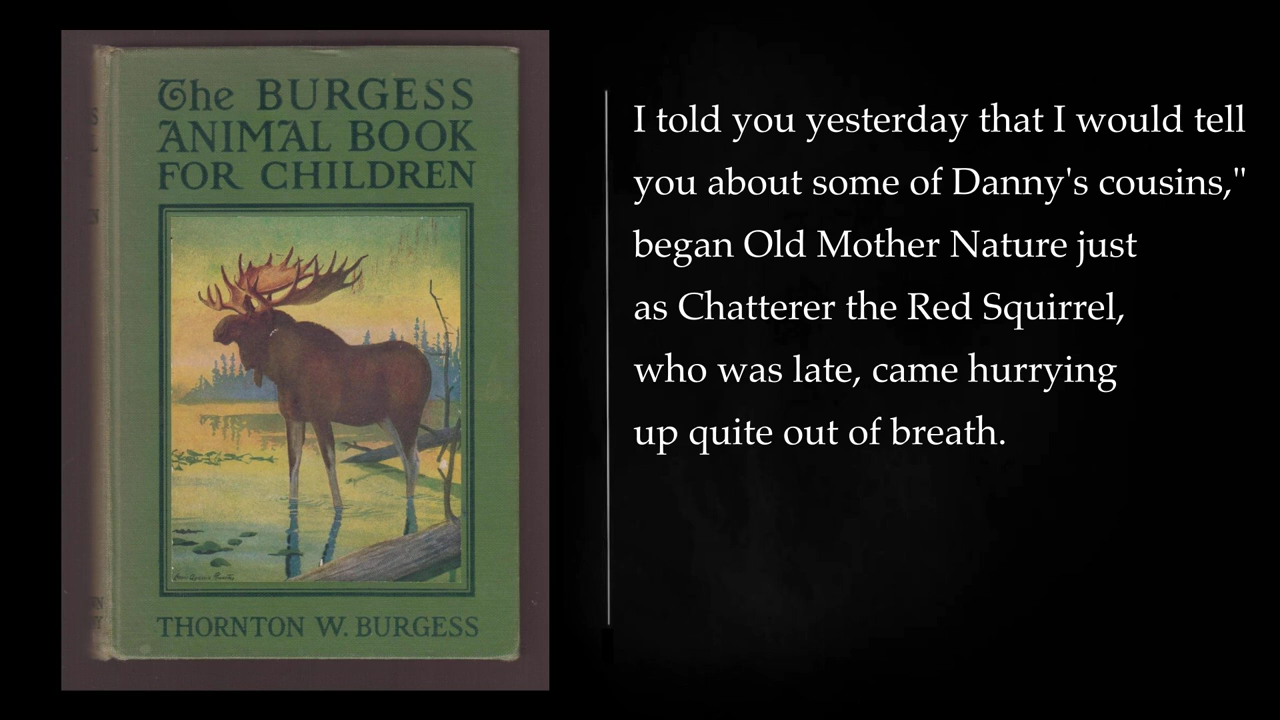 The BURGESS
ANIMAL BOOK
FOR CHILDREN
THORNTON W. BURGESS
I told you yesterday that I would tell
you about some of Danny's cousins,"
began Old Mother Nature just
as Chatterer the Red Squirrel,
who was late, came hurrying
up quite out of breath.